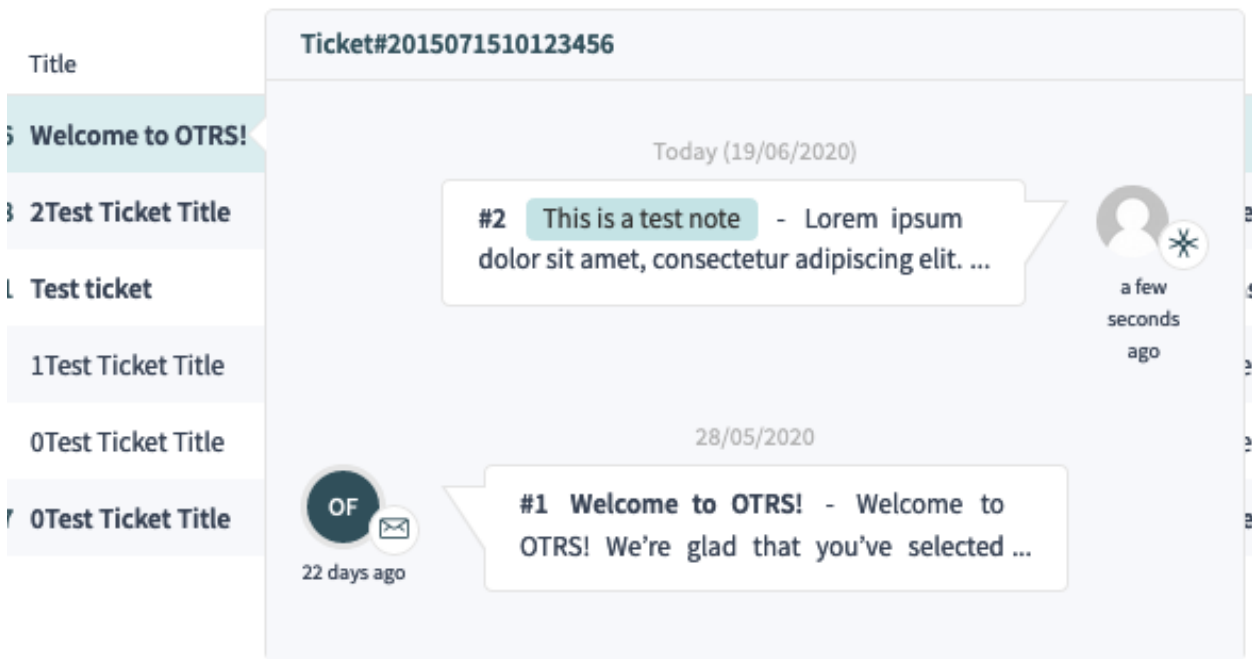 Title
Welcome to OTRS!
2Test Ticket Title
Test ticket
1Test Ticket Title
0Test Ticket Title
0Test Ticket Title
Ticket#2015071510123456
Today (19/06/2020)
#2 This is a test note - Lorem ipsum
dolor sit amet, consectetur adipiscing elit. ...
a few
seconds
ago
28/05/2020
OF
22 days ago
#1 Welcome to OTRS! - Welcome to
OTRS! We're glad that you've selected ...